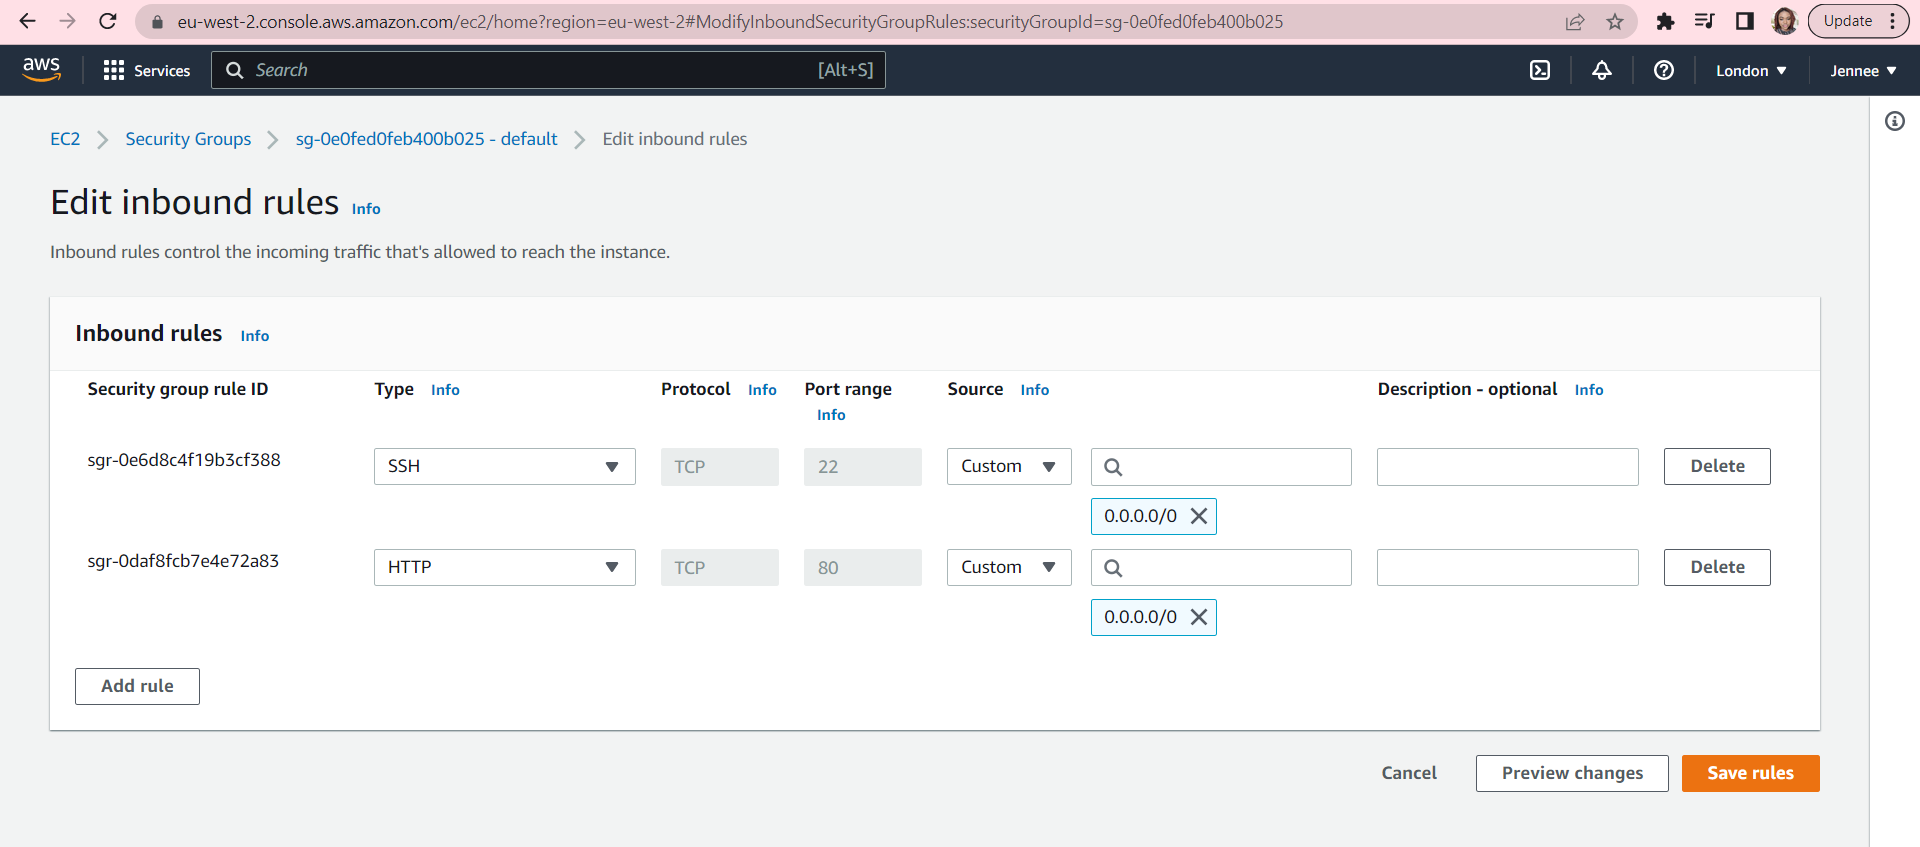 eu-west-2.console.aws.amazon.com/ec2/home?region=eu-west-2#ModifyInboundSecurityGroupRules:securityGroupId=sg-0e0fed0feb400b025 Update
aws Services Search [Alt+S] London Jennee
EC2 Security Groups sg-0e0fed0feb400b025 - default Edit inbound rules
Edit inbound rules Info
Inbound rules control the incoming traffic that's allowed to reach the instance.
Inbound rules Info
Security group rule ID Type Info Protocol Info Port range Info Source Info Description - optional Info
sgr-0e6d8c4f19b3cf388 SSH TCP 22 Custom Delete
0.0.0.0/0
sgr-0daf8fcb7e4e72a83 HTTP TCP 80 Custom Delete
0.0.0.0/0
Add rule
Cancel Preview changes Save rules